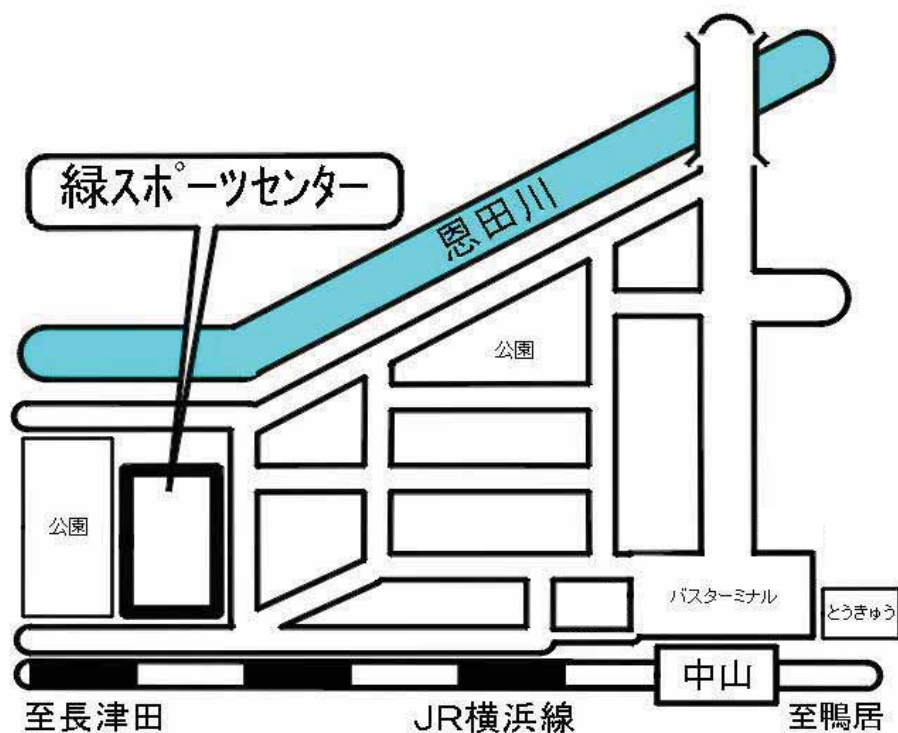 緑スポーツセンター
恩田川
公園
公園
バスターミナル
とうきゅう
中山
至長津田
JR横浜線
至鴨居